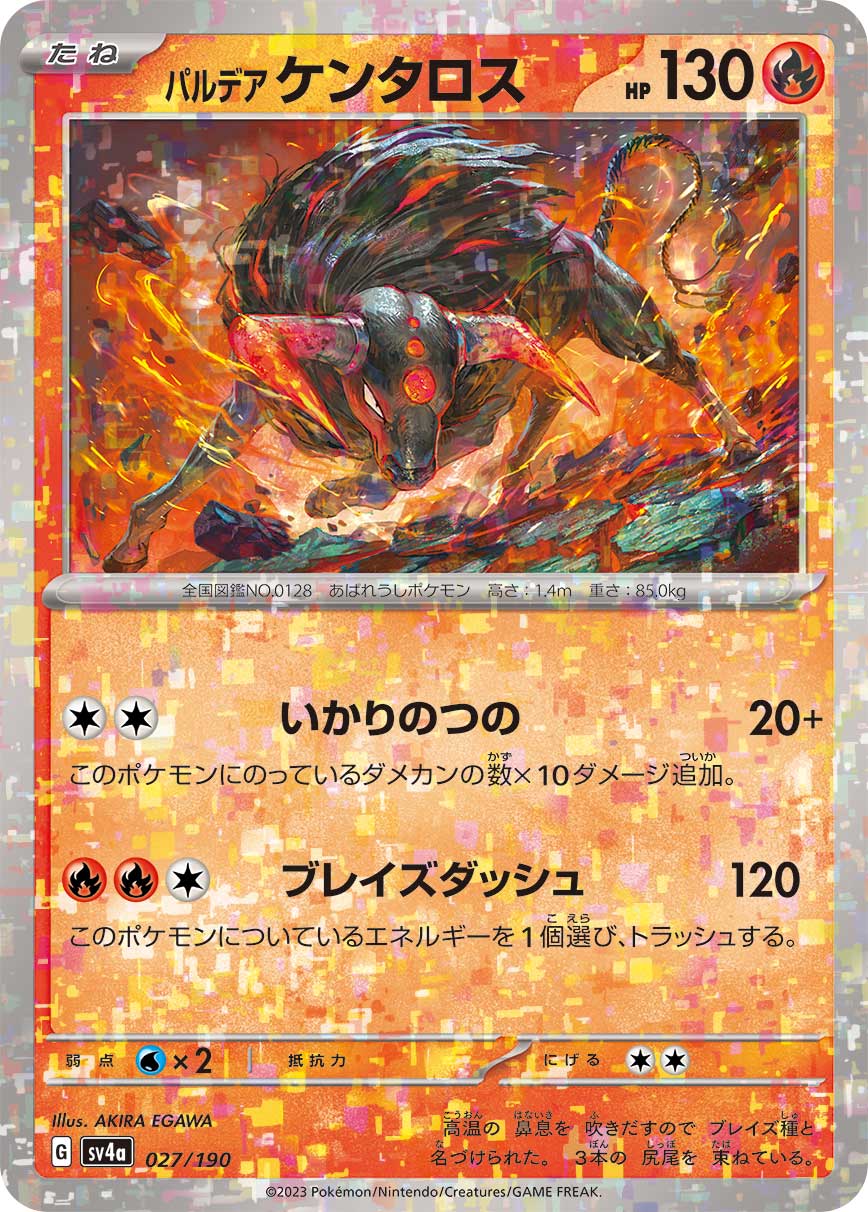 たね
パルデア ケンタロス HP 130
全国図鑑NO.0128 あばれうしポケモン 高さ：1.4m 重さ：85.0kg
いかりのつの 20+
このポケモンにのっているダメカンの数×10ダメージ追加。
ブレイズダッシュ 120
このポケモンについているエネルギーを1個選び、トラッシュする。
弱点 ×2 抵抗力 にげる
Illus. AKIRA EGAWA
高温の 鼻息を 吹きだすので ブレイズ種と
G sv4a 027/190
名づけられた。 3本の 尻尾を 束ねている。
©2023 Pokémon/Nintendo/Creatures/GAME FREAK.